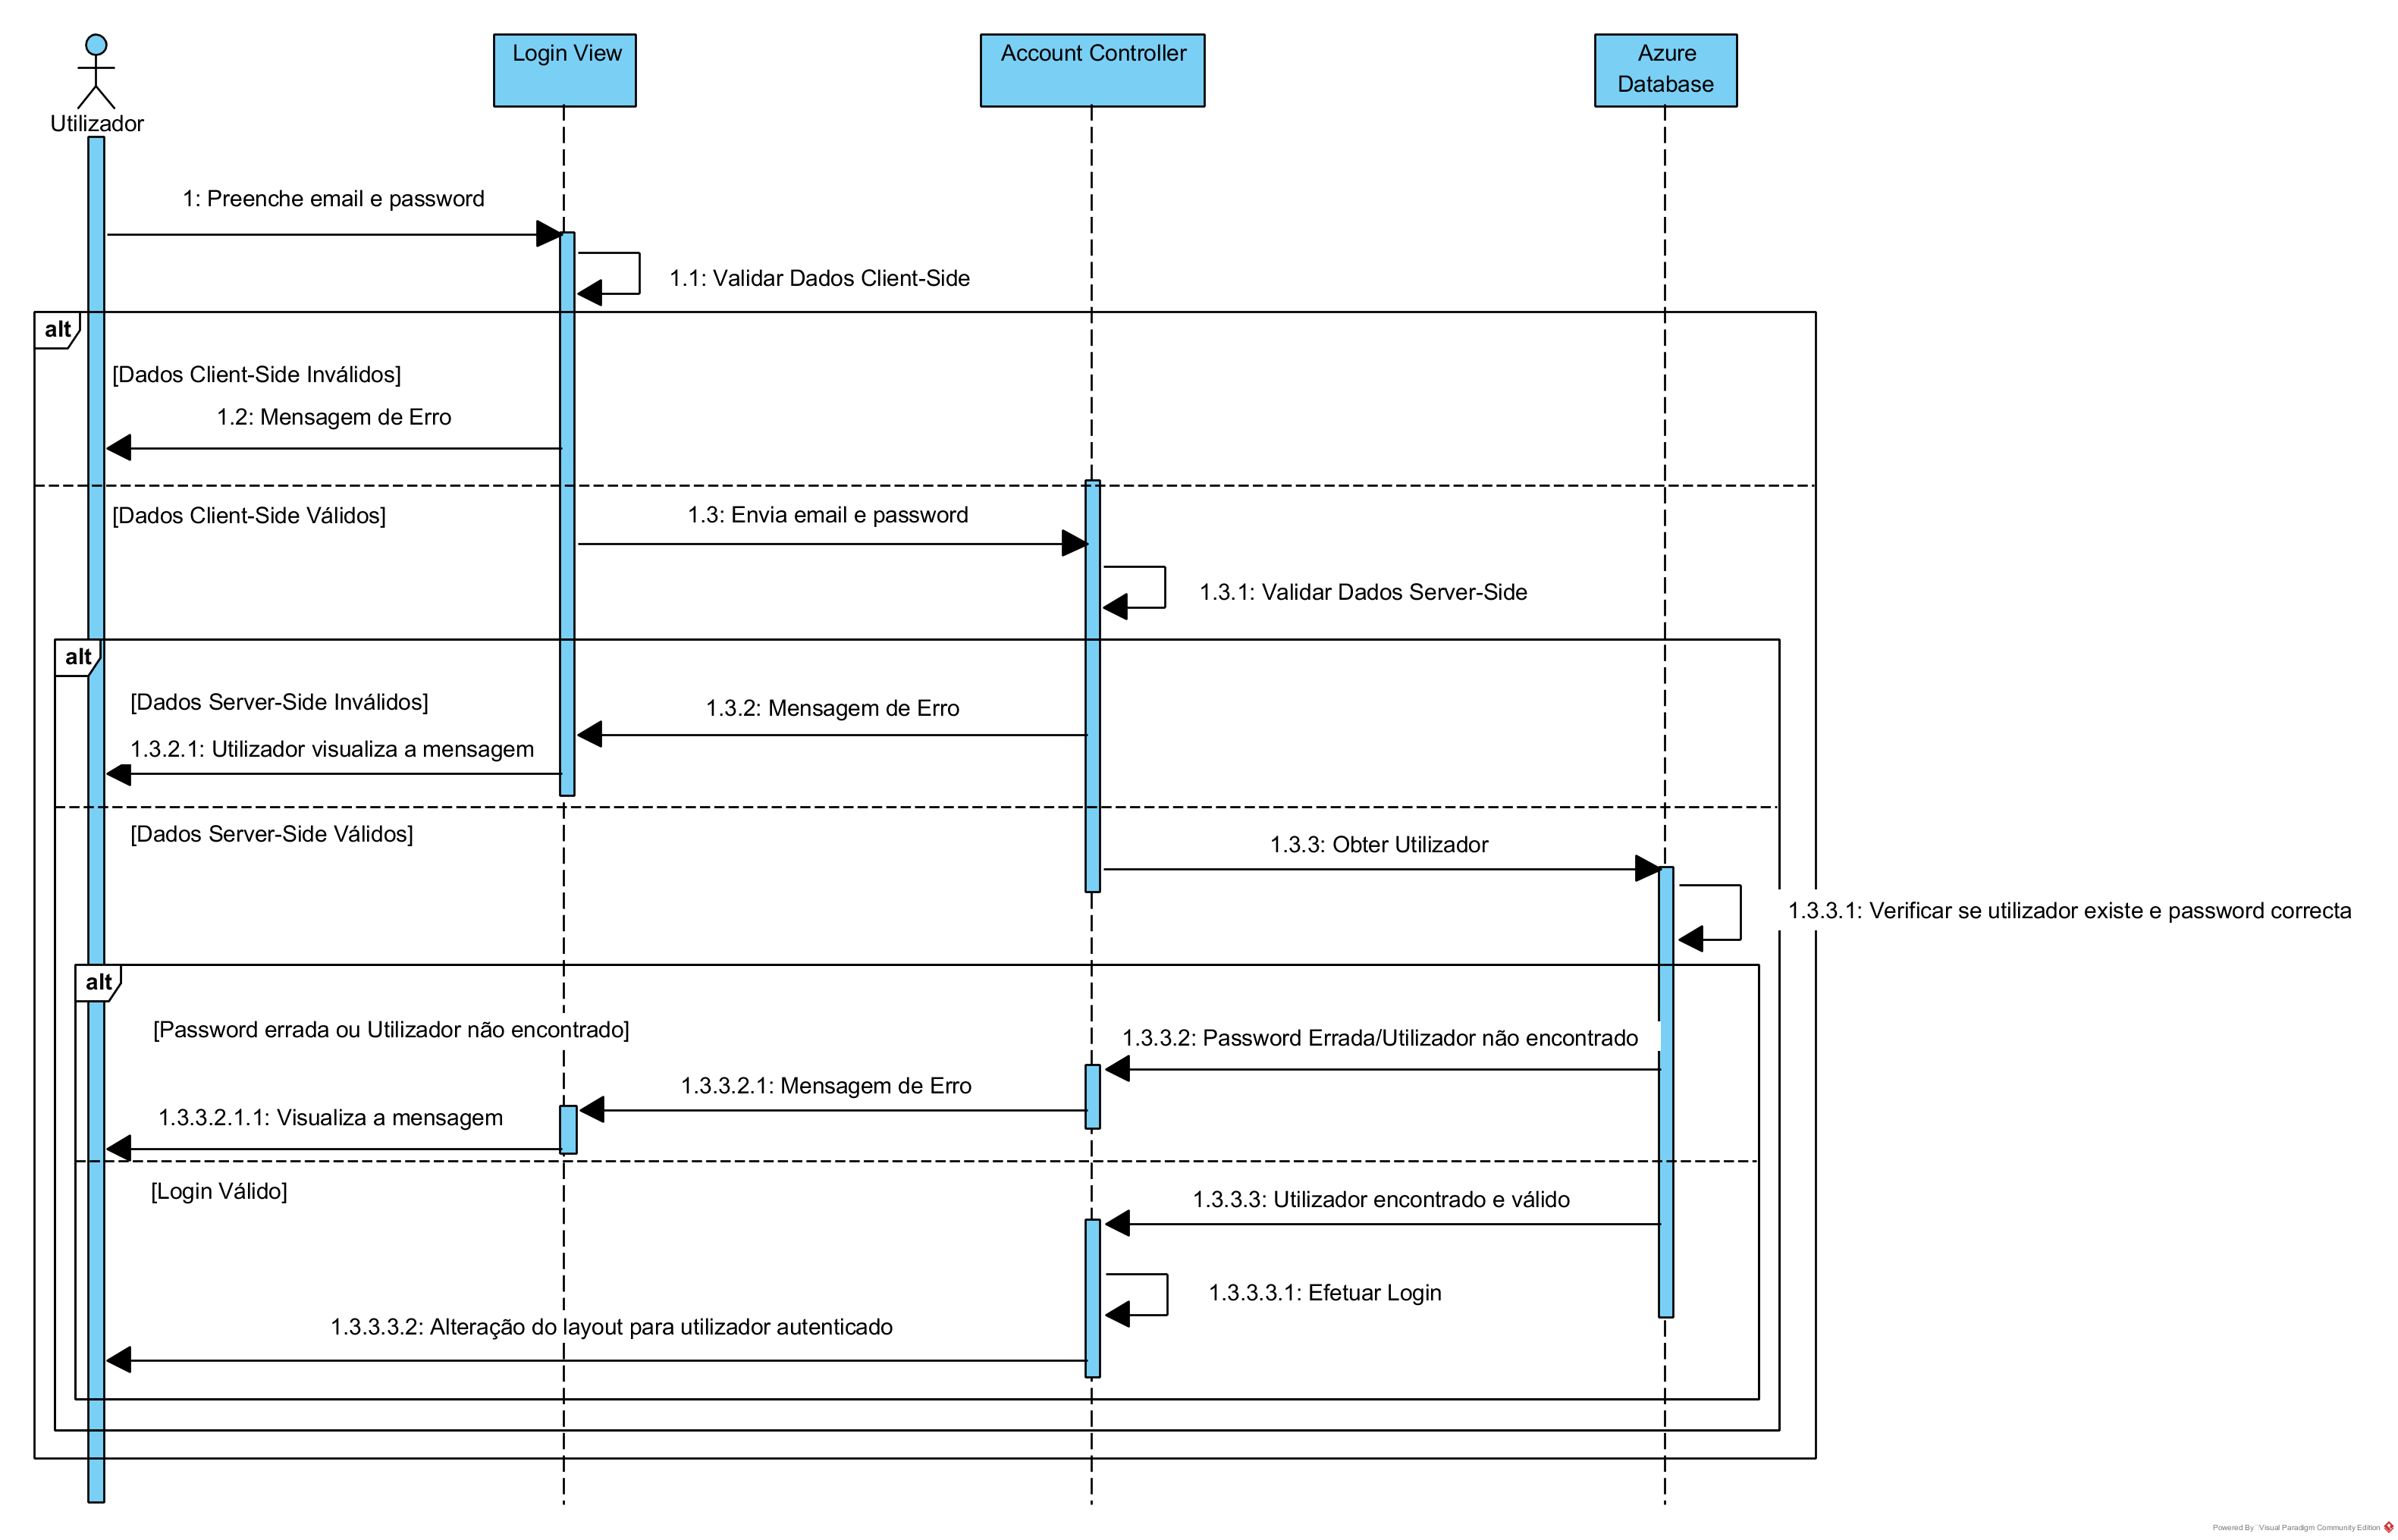 Utilizador
Login View
Account Controller
Azure
Database
1: Preenche email e password
1.1: Validar Dados Client-Side
alt
[Dados Client-Side Inválidos]
1.2: Mensagem de Erro
[Dados Client-Side Válidos]
1.3: Envia email e password
1.3.1: Validar Dados Server-Side
alt
[Dados Server-Side Inválidos]
1.3.2: Mensagem de Erro
1.3.2.1: Utilizador visualiza a mensagem
[Dados Server-Side Válidos]
1.3.3: Obter Utilizador
1.3.3.1: Verificar se utilizador existe e password correcta
alt
[Password errada ou Utilizador não encontrado]
1.3.3.2: Password Errada/Utilizador não encontrado
1.3.3.2.1: Mensagem de Erro
1.3.3.2.1.1: Visualiza a mensagem
[Login Válido]
1.3.3.3: Utilizador encontrado e válido
1.3.3.3.1: Efetuar Login
1.3.3.3.2: Alteração do layout para utilizador autenticado
Powered By Visual Paradigm Community Edition